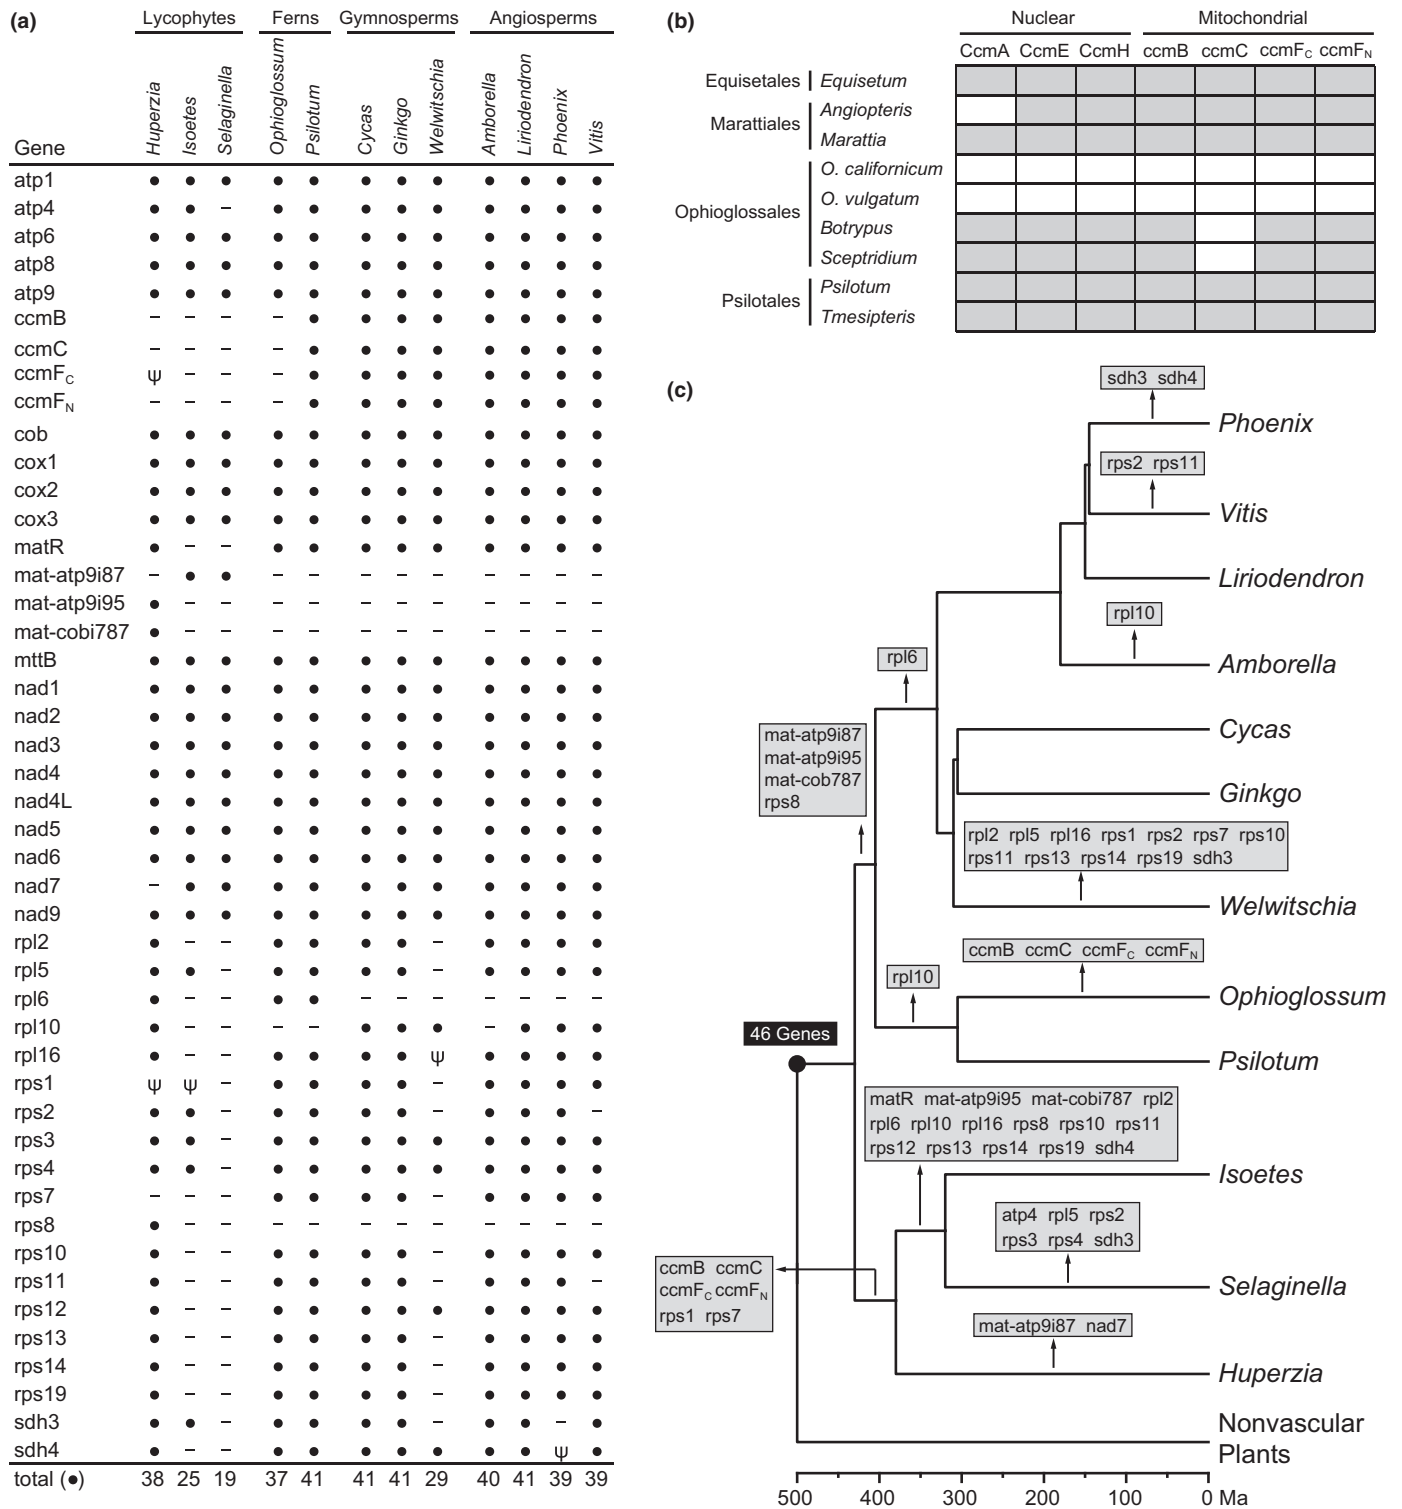 (a)
Lycophytes Ferns Gymnosperms Angiosperms
Gene Huperzia Isoetes Selaginella Ophioglossum Psilotum Cycas Ginkgo Welwitschia Amborella Liriodendron Phoenix Vitis
atp1 ● ● ● ● ● ● ● ● ● ● ● ●
atp4 ● ● – ● ● ● ● ● ● ● ● ●
atp6 ● ● ● ● ● ● ● ● ● ● ● ●
atp8 ● ● ● ● ● ● ● ● ● ● ● ●
atp9 ● ● ● ● ● ● ● ● ● ● ● ●
ccmB – – – – ● ● ● ● ● ● ● ●
ccmC – – – – ● ● ● ● ● ● ● ●
ccmFC ψ – – – ● ● ● ● ● ● ● ●
ccmFN – – – – ● ● ● ● ● ● ● ●
cob ● ● ● ● ● ● ● ● ● ● ● ●
cox1 ● ● ● ● ● ● ● ● ● ● ● ●
cox2 ● ● ● ● ● ● ● ● ● ● ● ●
cox3 ● ● ● ● ● ● ● ● ● ● ● ●
matR ● – – ● ● ● ● ● ● ● ● ●
mat-atp9i87 – ● ● – – – – – – – – –
mat-atp9i95 ● – – – – – – – – – – –
mat-cobi787 ● – – – – – – – – – – –
mttB ● ● ● ● ● ● ● ● ● ● ● ●
nad1 ● ● ● ● ● ● ● ● ● ● ● ●
nad2 ● ● ● ● ● ● ● ● ● ● ● ●
nad3 ● ● ● ● ● ● ● ● ● ● ● ●
nad4 ● ● ● ● ● ● ● ● ● ● ● ●
nad4L ● ● ● ● ● ● ● ● ● ● ● ●
nad5 ● ● ● ● ● ● ● ● ● ● ● ●
nad6 ● ● ● ● ● ● ● ● ● ● ● ●
nad7 – ● ● ● ● ● ● ● ● ● ● ●
nad9 ● ● ● ● ● ● ● ● ● ● ● ●
rpl2 ● – – ● ● ● ● – ● ● ● ●
rpl5 ● ● – ● ● ● ● – ● ● ● ●
rpl6 ● – – ● ● – – – – – – –
rpl10 ● – – – – ● ● ● – ● ● ●
rpl16 ● – – ● ● ● ● ψ ● ● ● ●
rps1 ψ ψ – ● ● ● ● – ● ● ● ●
rps2 ● ● – ● ● ● ● – ● ● ● –
rps3 ● ● – ● ● ● ● ● ● ● ● ●
rps4 ● ● – ● ● ● ● ● ● ● ● ●
rps7 – – – ● ● ● ● – ● ● ● ●
rps8 ● – – – – – – – – – – –
rps10 ● – – ● ● ● ● – ● ● ● ●
rps11 ● – – ● ● ● ● – ● ● ● –
rps12 ● – – ● ● ● ● ● ● ● ● ●
rps13 ● – – ● ● ● ● – ● ● ● ●
rps14 ● – – ● ● ● ● – ● ● ● ●
rps19 ● – – ● ● ● ● – ● ● ● ●
sdh3 ● ● – ● ● ● ● – ● ● – ●
sdh4 ● – – ● ● ● ● ● ● ● ψ ●
total (●) 38 25 19 37 41 41 41 29 40 41 39 39
(b)
Nuclear Mitochondrial
CcmA CcmE CcmH ccmB ccmC ccmFC ccmFN
Equisetales Equisetum
Marattiales Angiopteris
Marattia
Ophioglossales O. californicum
O. vulgatum
Botrypus
Sceptridium
Psilotales Psilotum
Tmesipteris
(c)
sdh3 sdh4
Phoenix
rps2 rps11
Vitis
Liriodendron
rpl10
Amborella
rpl6
Cycas
mat-atp9i87
mat-atp9i95
mat-cob787
rps8
Ginkgo
rpl2 rpl5 rpl16 rps1 rps2 rps7 rps10
rps11 rps13 rps14 rps19 sdh3
Welwitschia
ccmB ccmC ccmFC ccmFN
rpl10
Ophioglossum
46 Genes
Psilotum
matR mat-atp9i95 mat-cobi787 rpl2
rpl6 rpl10 rpl16 rps8 rps10 rps11
rps12 rps13 rps14 rps19 sdh4
Isoetes
atp4 rpl5 rps2
rps3 rps4 sdh3
ccmB ccmC
ccmFC ccmFN
rps1 rps7
Selaginella
mat-atp9i87 nad7
Huperzia
Nonvascular
Plants
500 400 300 200 100 0 Ma